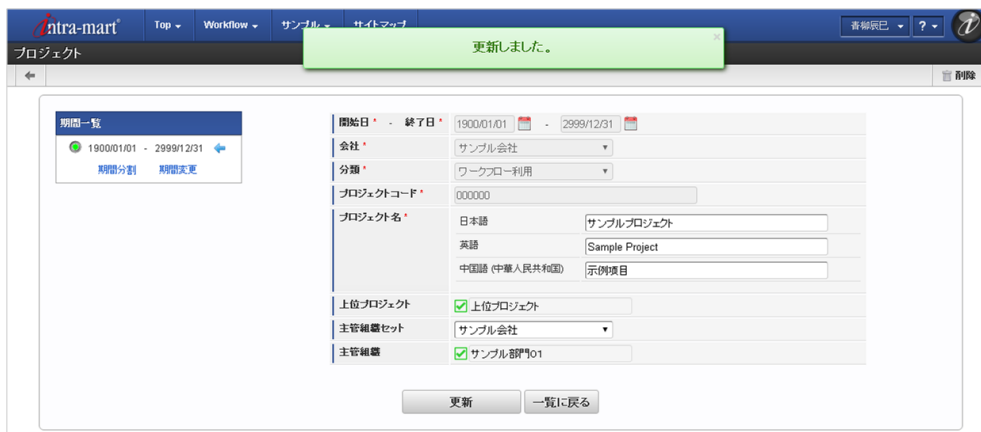 intra-mart
Top
Workflow
サンプル
サイトマップ
青柳辰巳
?
更新しました。
×
プロジェクト
削除
期間一覧
1900/01/01 - 2999/12/31
期間分割 期間変更
開始日* - 終了日* 1900/01/01 - 2999/12/31
会社* サンプル会社
分類* ワークフロー利用
プロジェクトコード* 000000
プロジェクト名* 日本語 サンプルプロジェクト
英語 Sample Project
中国語 (中華人民共和国) 示例项目
上位プロジェクト 上位プロジェクト
主管組織セット サンプル会社
主管組織 サンプル部門01
更新 一覧に戻る